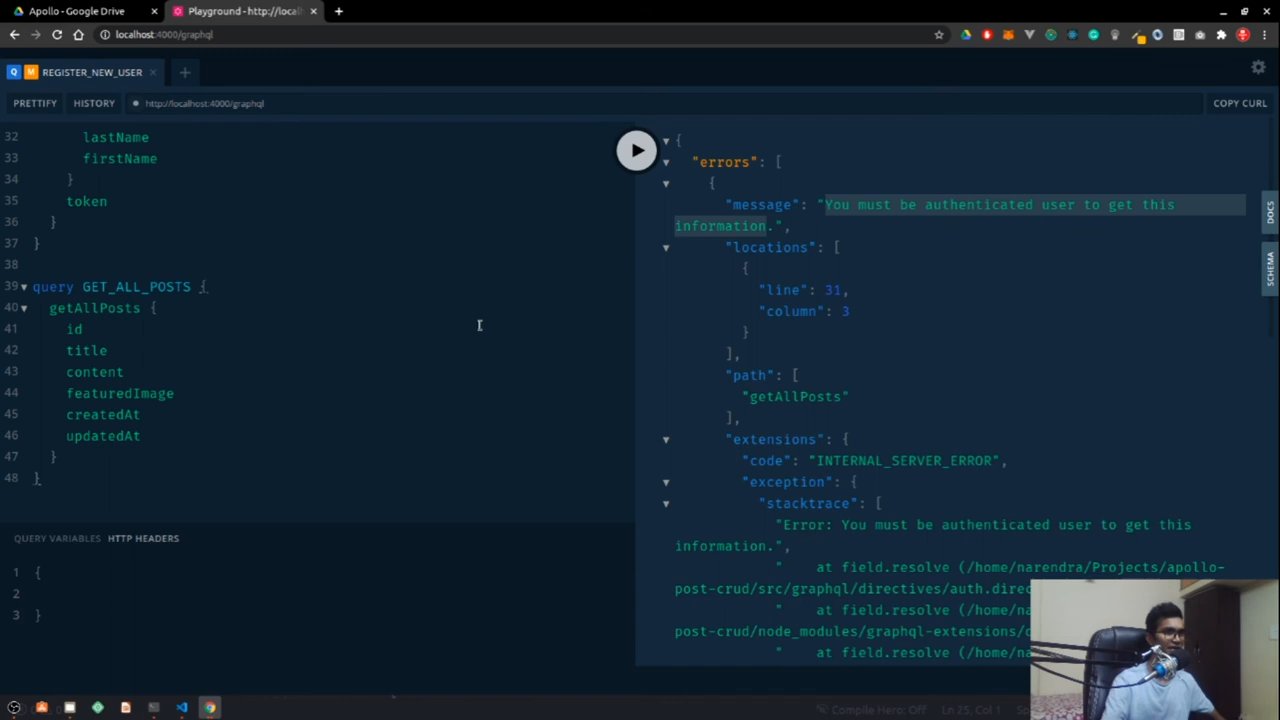 Apollo - Google Drive
Playground - http://local
localhost:4000/graphql
Q M REGISTER_NEW_USER
PRETTIFY HISTORY http://localhost:4000/graphql COPY CURL
32 lastName
33 firstName
34 }
35 token
36 }
37 }
38
39 query GET_ALL_POSTS {
40 getAllPosts {
41 id
42 title
43 content
44 featuredImage
45 createdAt
46 updatedAt
47 }
48 }
QUERY VARIABLES HTTP HEADERS
1 {
2
3 }
{
"errors": [
{
"message": "You must be authenticated user to get this
information.",
"locations": [
{
"line": 31,
"column": 3
}
],
"path": [
"getAllPosts"
],
"extensions": {
"code": "INTERNAL_SERVER_ERROR",
"exception": {
"stacktrace": [
"Error: You must be authenticated user to get this
information.",
" at field.resolve (/home/narendra/Projects/apollo-
post-crud/src/graphql/directives/auth.direc
" at field.resolve (/home/na
post-crud/node_modules/graphql-extensions/
" at field.resolve (/home/na
DOCS
SCHEMA
Compile Hero: Off Ln 25, Col 1